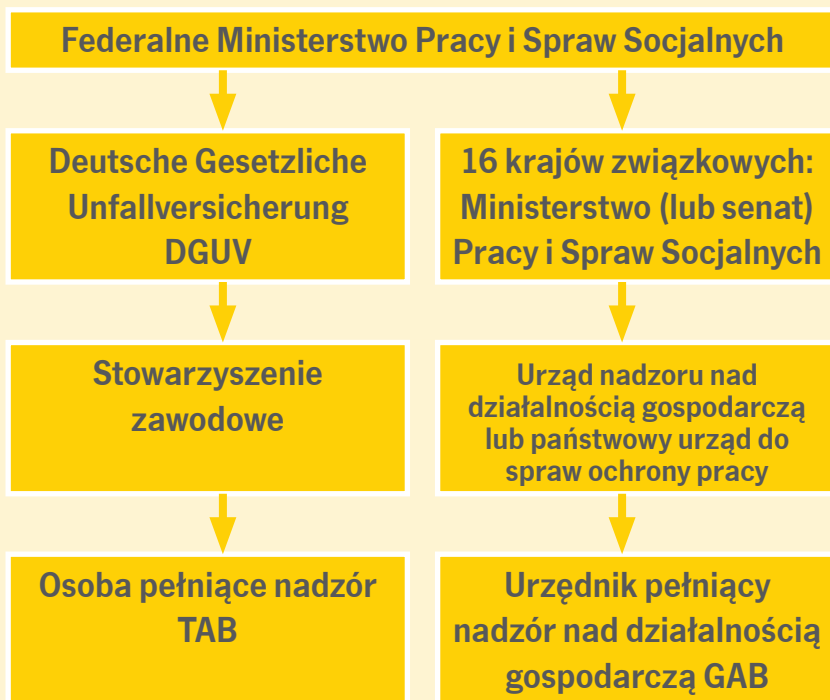 Federalne Ministerstwo Pracy i Spraw Socjalnych
Deutsche Gesetzliche
Unfallversicherung
DGUV
16 krajów związkowych:
Ministerstwo (lub senat)
Pracy i Spraw Socjalnych
Stowarzyszenie
zawodowe
Urząd nadzoru nad
działalnością gospodarczą
lub państwowy urząd do
spraw ochrony pracy
Osoba pełniące nadzór
TAB
Urzędnik pełniący
nadzór nad działalnością
gospodarczą GAB